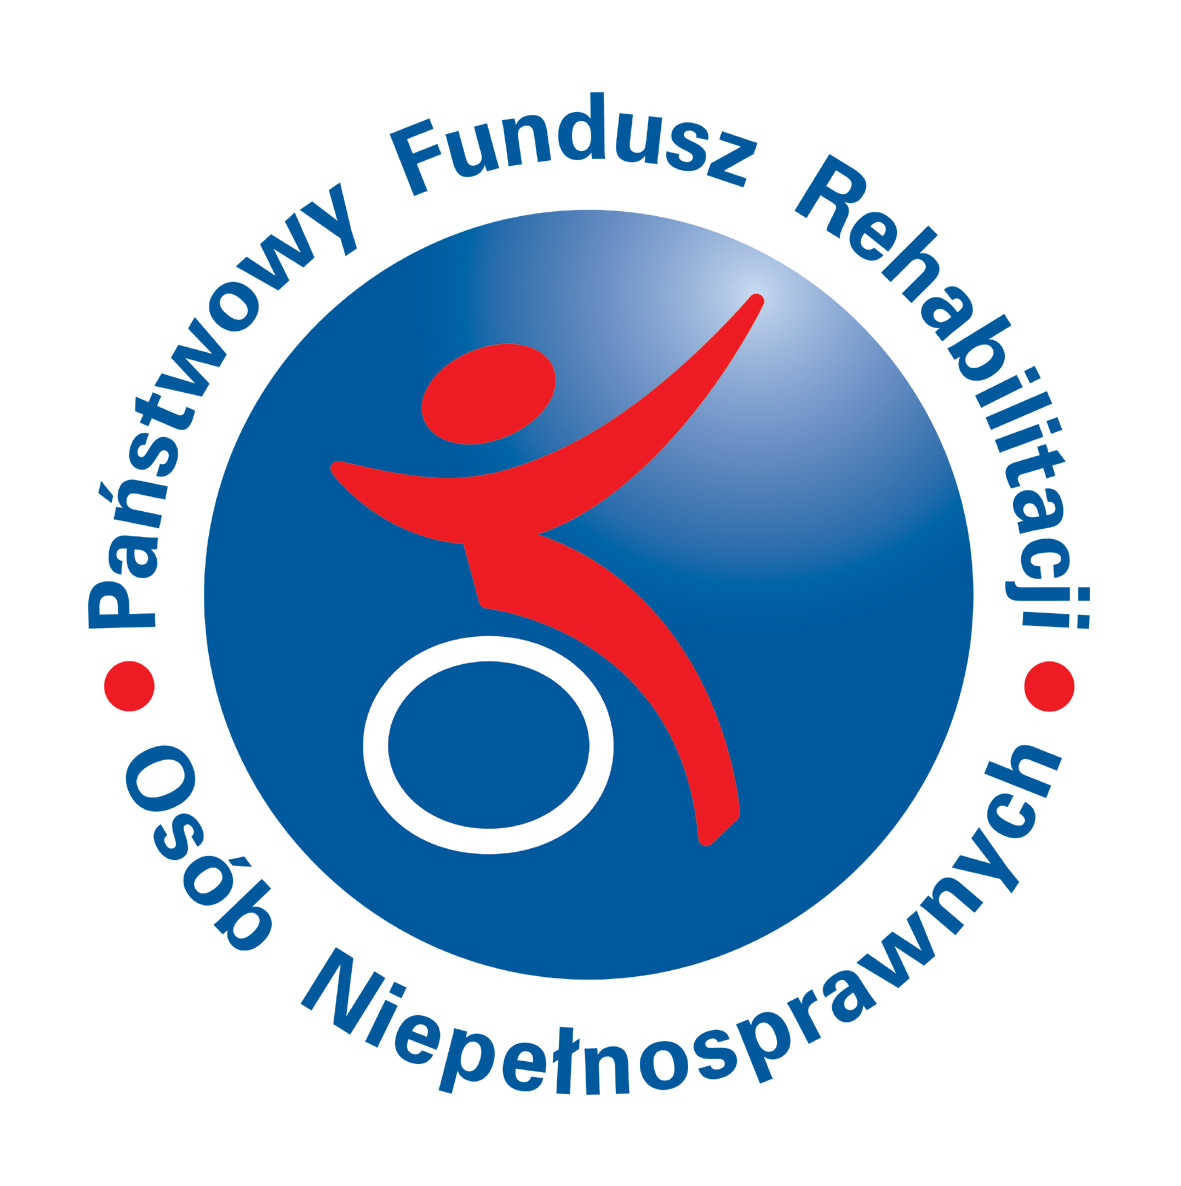 Państwowy Fundusz Rehabilitacji
Osób Niepełnosprawnych